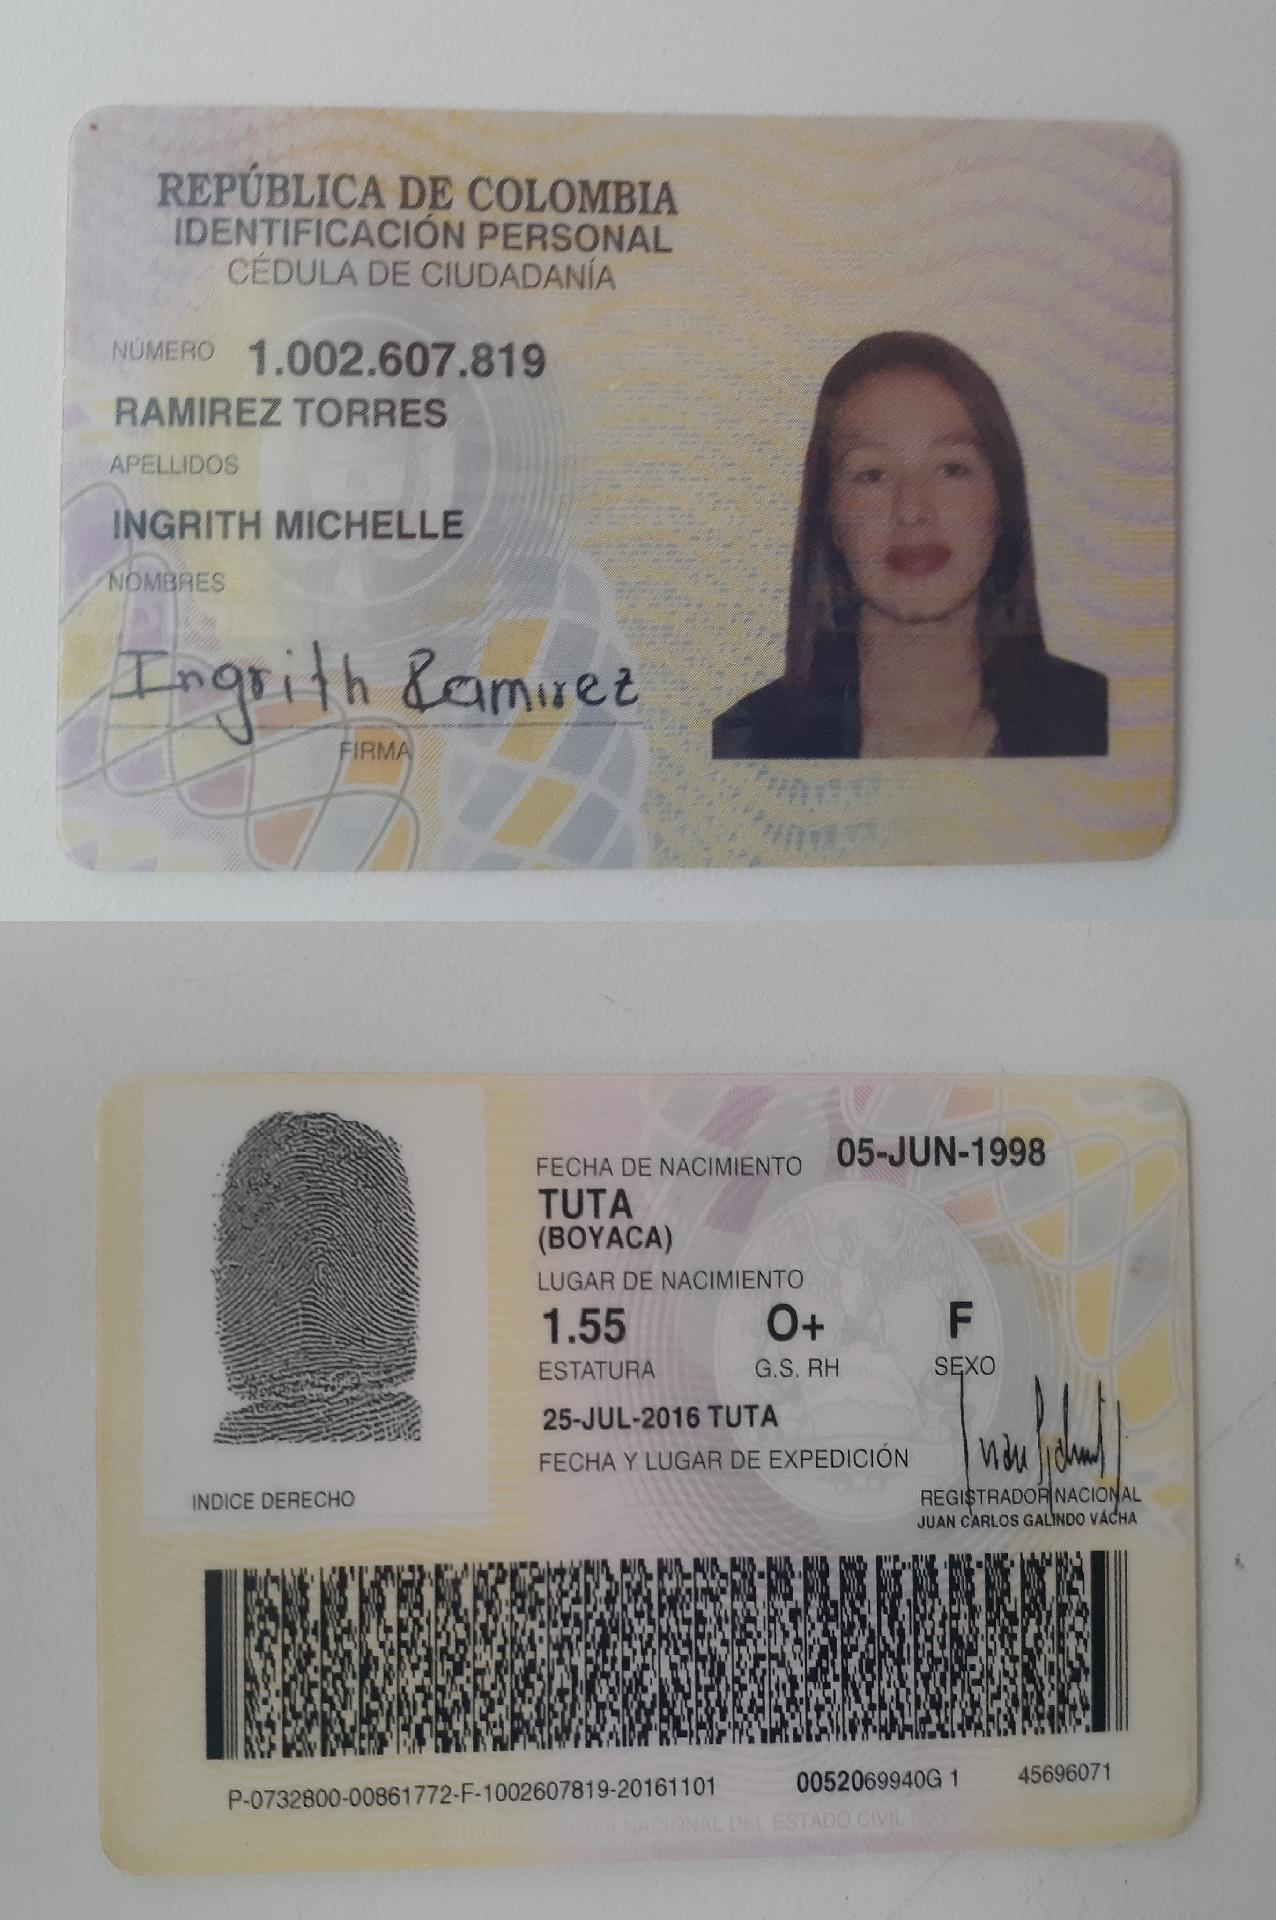 REPÚBLICA DE COLOMBIA
IDENTIFICACIÓN PERSONAL
CÉDULA DE CIUDADANÍA
NÚMERO 1.002.607.819
RAMIREZ TORRES
APELLIDOS
INGRITH MICHELLE
NOMBRES
Ingrith Ramirez
FIRMA
FECHA DE NACIMIENTO 05-JUN-1998
TUTA
(BOYACA)
LUGAR DE NACIMIENTO
1.55 O+ F
ESTATURA G.S. RH SEXO
25-JUL-2016 TUTA
FECHA Y LUGAR DE EXPEDICIÓN
INDICE DERECHO
REGISTRADOR NACIONAL
JUAN CARLOS GALINDO VÁCHA
P-0732800-00861772-F-1002607819-20161101 0052069940G 1 45696071
REGISTRADURIA NACIONAL DEL ESTADO CIVIL